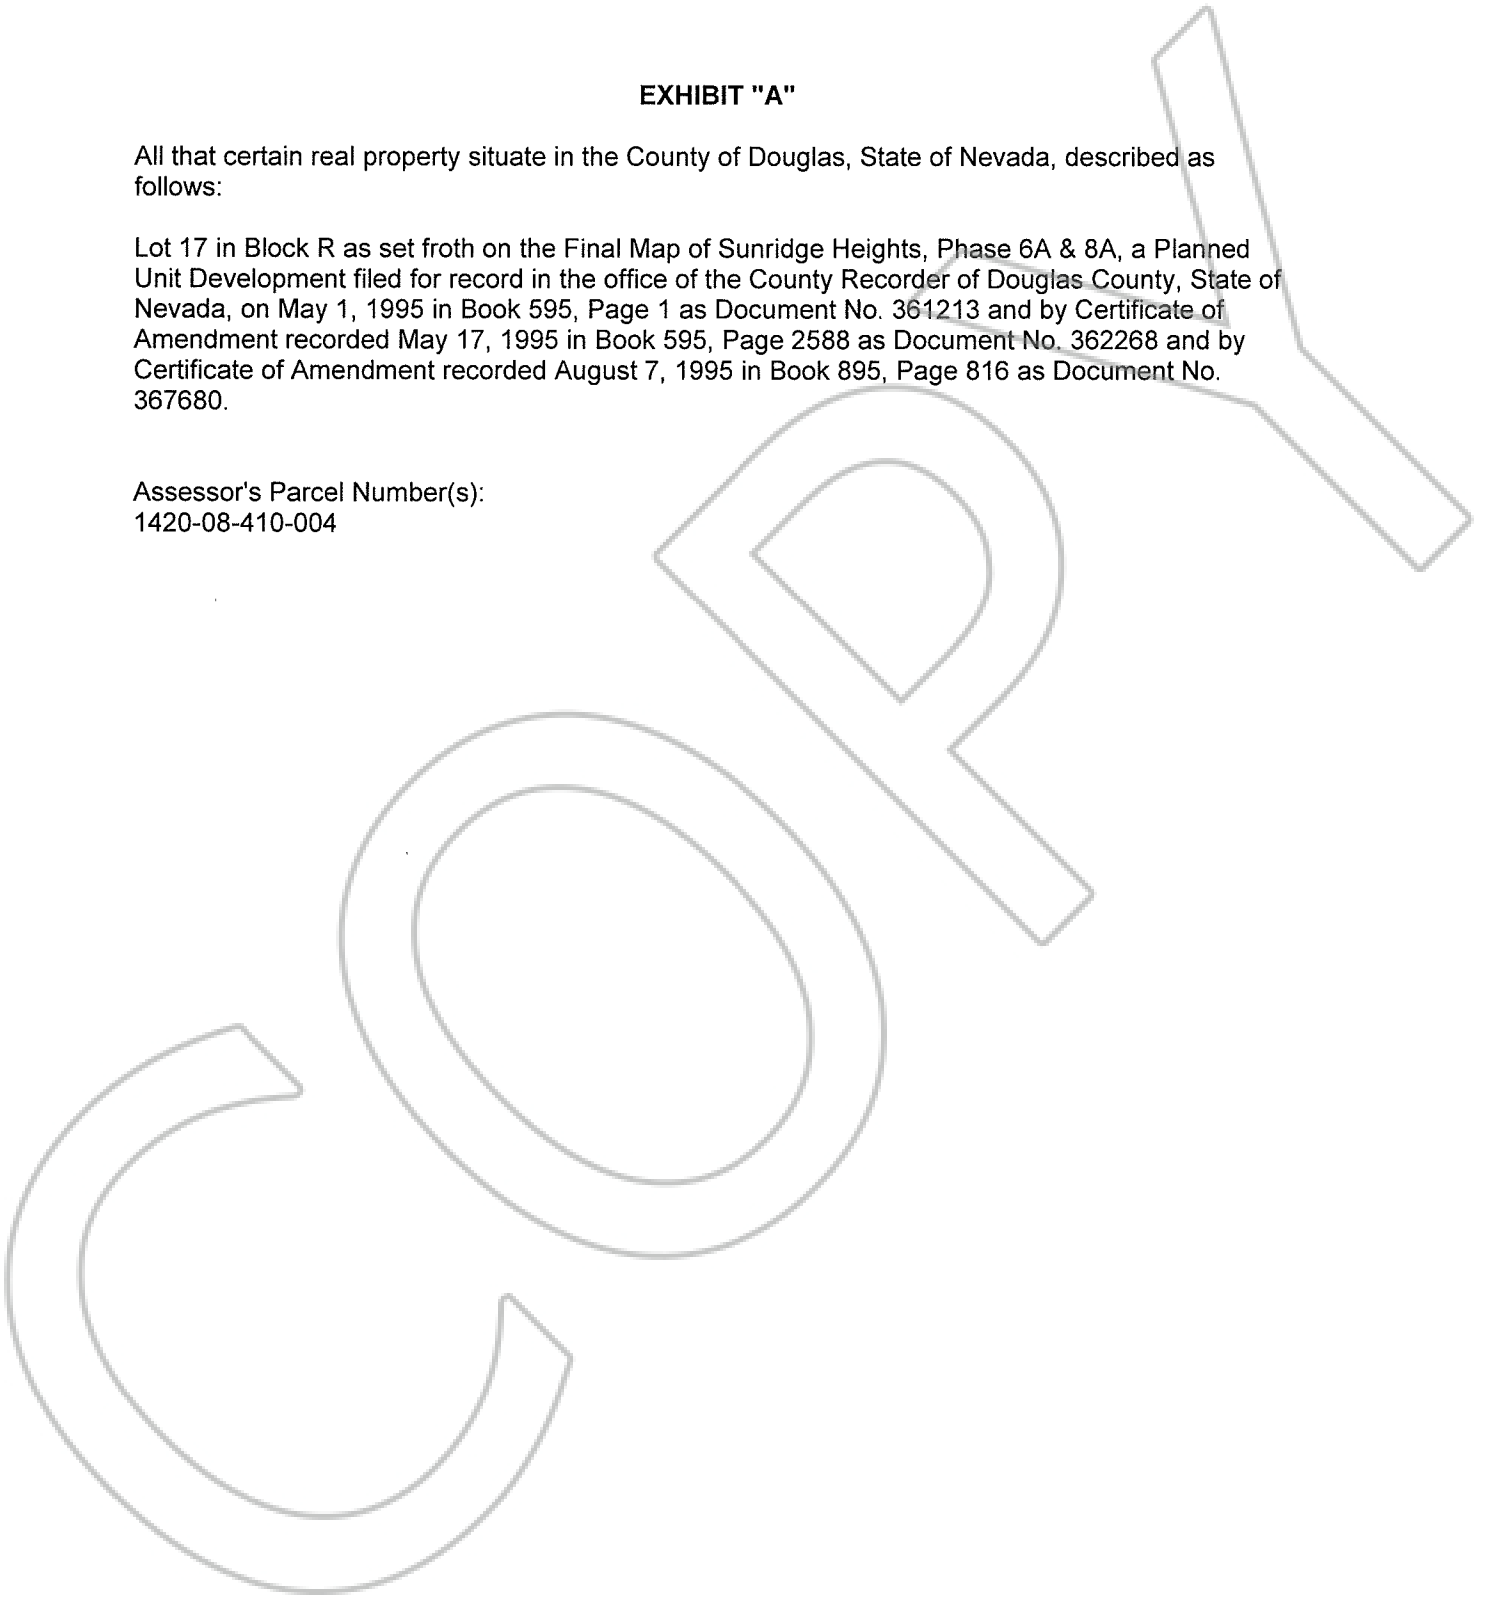 EXHIBIT "A"
All that certain real property situate in the County of Douglas, State of Nevada, described as
follows:
Lot 17 in Block R as set froth on the Final Map of Sunridge Heights, Phase 6A & 8A, a Planned
Unit Development filed for record in the office of the County Recorder of Douglas County, State of
Nevada, on May 1, 1995 in Book 595, Page 1 as Document No. 361213 and by Certificate of
Amendment recorded May 17, 1995 in Book 595, Page 2588 as Document No. 362268 and by
Certificate of Amendment recorded August 7, 1995 in Book 895, Page 816 as Document No.
367680.
Assessor's Parcel Number(s):
1420-08-410-004
COPY